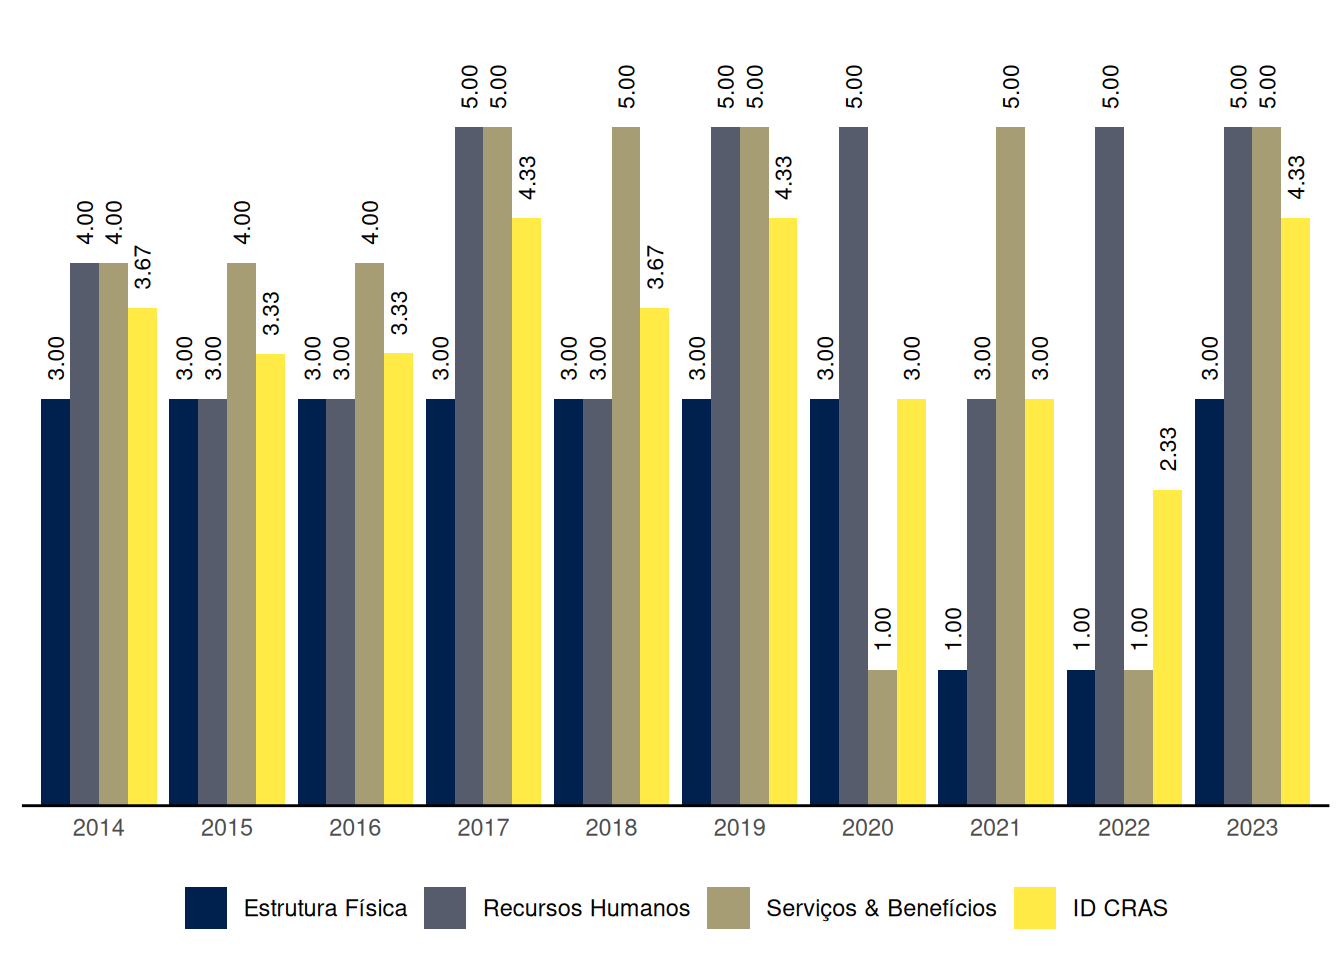 3.00 4.00 4.00 3.67 3.00 3.00 4.00 3.33 3.00 3.00 4.00 3.33 3.00 5.00 5.00 4.33 3.00 3.00 5.00 3.67 3.00 5.00 5.00 4.33 3.00 5.00 1.00 3.00 1.00 3.00 5.00 3.00 1.00 5.00 1.00 2.33 3.00 5.00 5.00 4.33
2014 2015 2016 2017 2018 2019 2020 2021 2022 2023
Estrutura Física Recursos Humanos Serviços & Benefícios ID CRAS